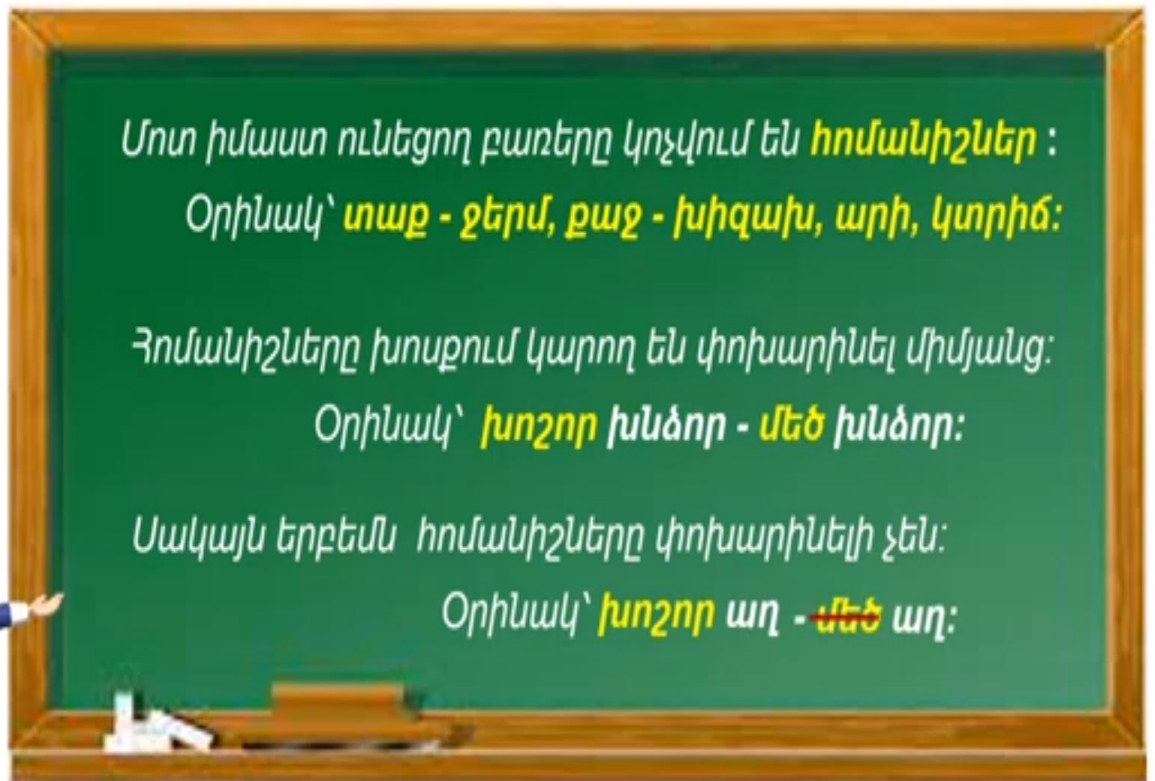 Մոտ իմաստ ունեցող բառերը կոչվում են հոմանիշներ :
Օրինակ՝ տաք - ջերմ, քաջ - խիզախ, արի, կտրիճ:
Հոմանիշները խոսքում կարող են փոխարինել միմյանց:
Օրինակ՝ խոշոր խնձոր - մեծ խնձոր:
Սակայն երբեմն հոմանիշները փոխարինելի չեն:
Օրինակ՝ խոշոր աղ - մեծ աղ: